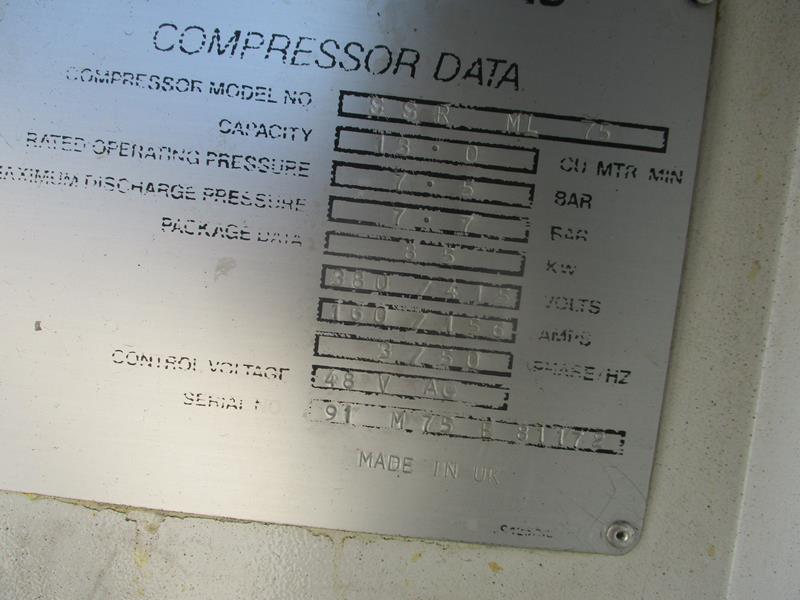 COMPRESSOR DATA
COMPRESSOR MODEL NO SSR ML 75
CAPACITY 13.0 CU MTR MIN
RATED OPERATING PRESSURE 7.5 BAR
MAXIMUM DISCHARGE PRESSURE 7.7 BAR
PACKAGE DATA 85 KW
380/415 VOLTS
160/156 AMPS
3/50 PHASE/HZ
CONTROL VOLTAGE 48 V AC
SERIAL NO 91 M 75 E 81172
MADE IN UK